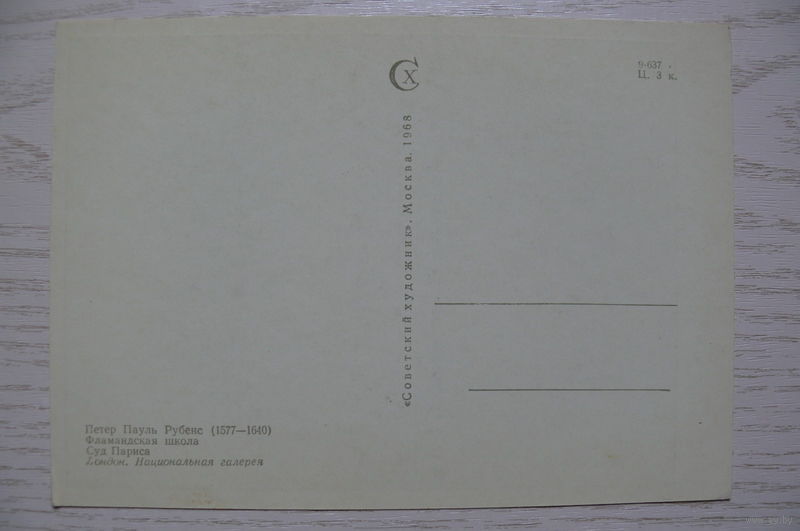 Петер Пауль Рубенс (1577—1640)
Фламандская школа
Суд Париса
Лондон. Национальная галерея
«Советский художник». Москва. 1968
СХ
9-637
Ц. 3 к.